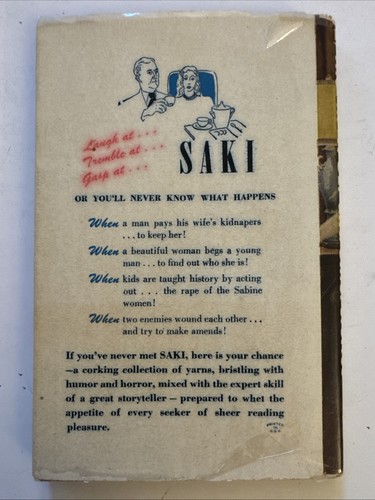 Laugh at...
Tremble at...
Gasp at...
SAKI
OR YOU'LL NEVER KNOW WHAT HAPPENS
When a man pays his wife's kidnapers
...to keep her!
When a beautiful woman begs a young
man...to find out who she is!
When kids are taught history by acting
out... the rape of the Sabine
women!
When two enemies wound each other...
and try to make amends!
If you've never met SAKI, here is your chance
—a corking collection of yarns, bristling with
humor and horror, mixed with the expert skill
of a great storyteller — prepared to whet the
appetite of every seeker of sheer reading
pleasure.
PRINTED
IN
U.S.A.